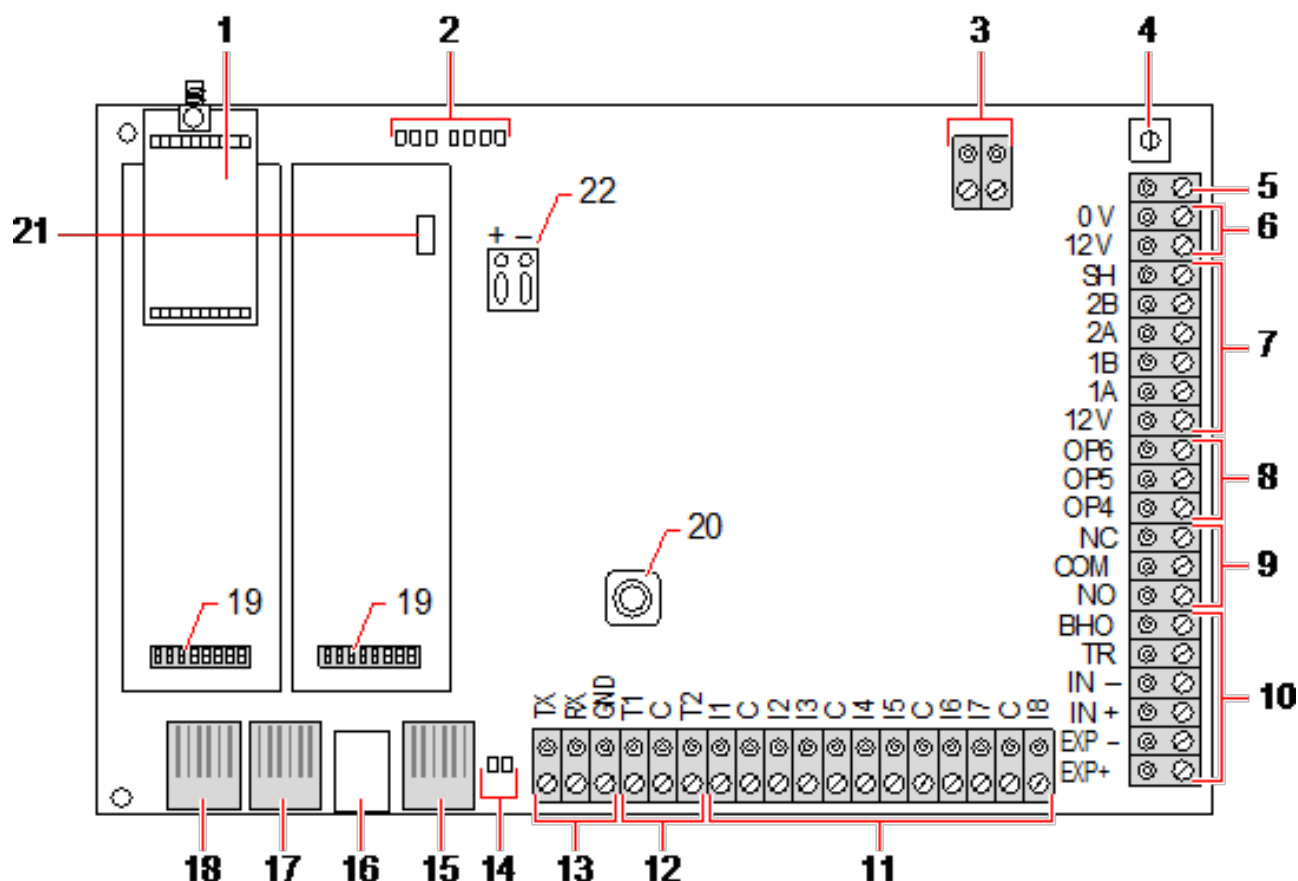 1 2 3 4
5
0 V
6
12 V
21
22
+ −
SH
2B
2A
7
1B
1A
12 V
OP6
OP5
8
OP4
NC
20
COM
9
NO
19 19
BHO
TR
IN −
10
IN +
TX RX GND T1 C T2 I1 C I2 I3 C I4 I5 C I6 I7 C I8
EXP −
EXP+
18 17 16 15 14 13 12 11